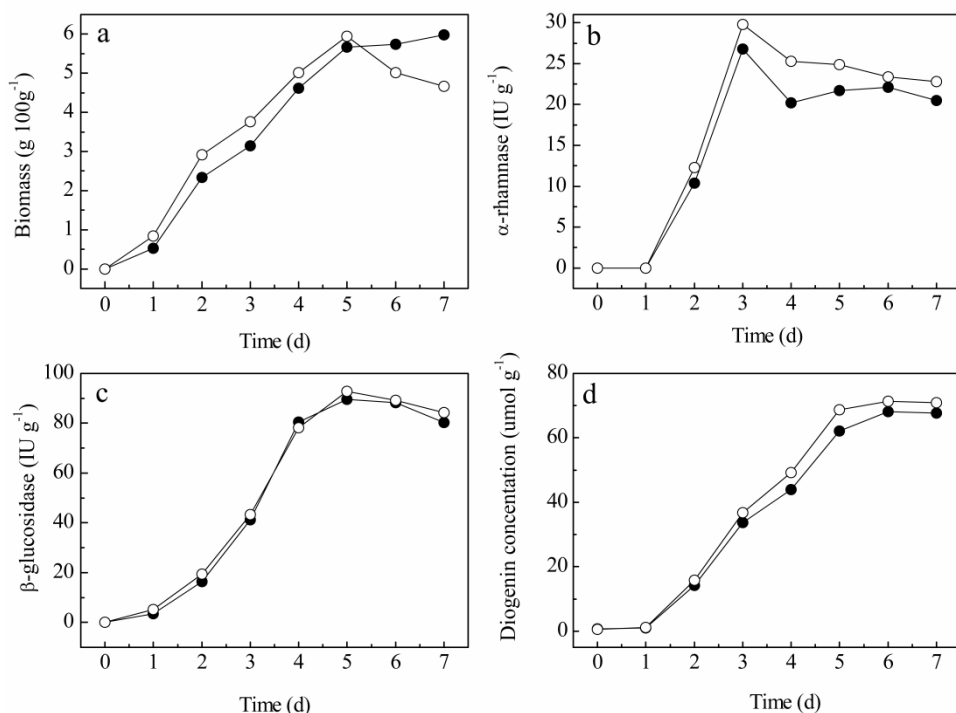 a
Biomass (g 100g⁻¹)
6
5
4
3
2
1
0
0 1 2 3 4 5 6 7
Time (d)
b
α-rhamnase (IU g⁻¹)
30
25
20
15
10
5
0
0 1 2 3 4 5 6 7
Time (d)
c
β-glucosidase (IU g⁻¹)
100
80
60
40
20
0
0 1 2 3 4 5 6 7
Time (d)
d
Diogenin concentration (umol g⁻¹)
80
60
40
20
0
0 1 2 3 4 5 6 7
Time (d)